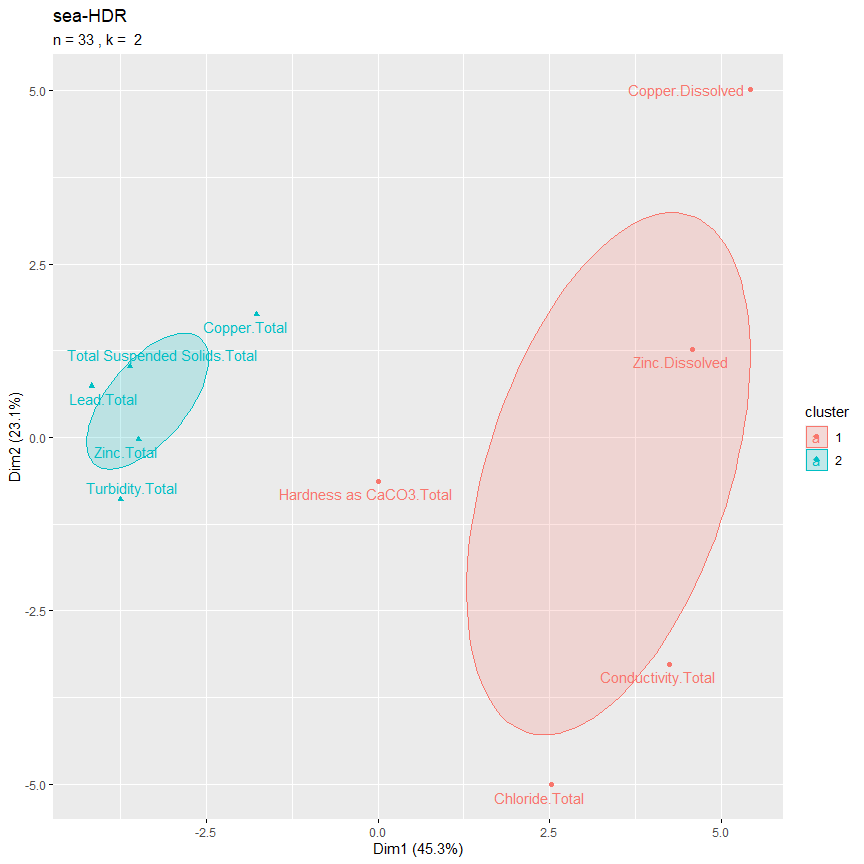 sea-HDR
n = 33 , k =  2
5.0
2.5
0.0
-2.5
-5.0
Dim2 (23.1%)
Copper.Dissolved
Copper.Total
Total Suspended Solids.Total
Zinc.Dissolved
Lead.Total
Zinc.Total
Turbidity.Total
Hardness as CaCO3.Total
Conductivity.Total
Chloride.Total
-2.5
0.0
2.5
5.0
Dim1 (45.3%)
cluster
a 1
a 2